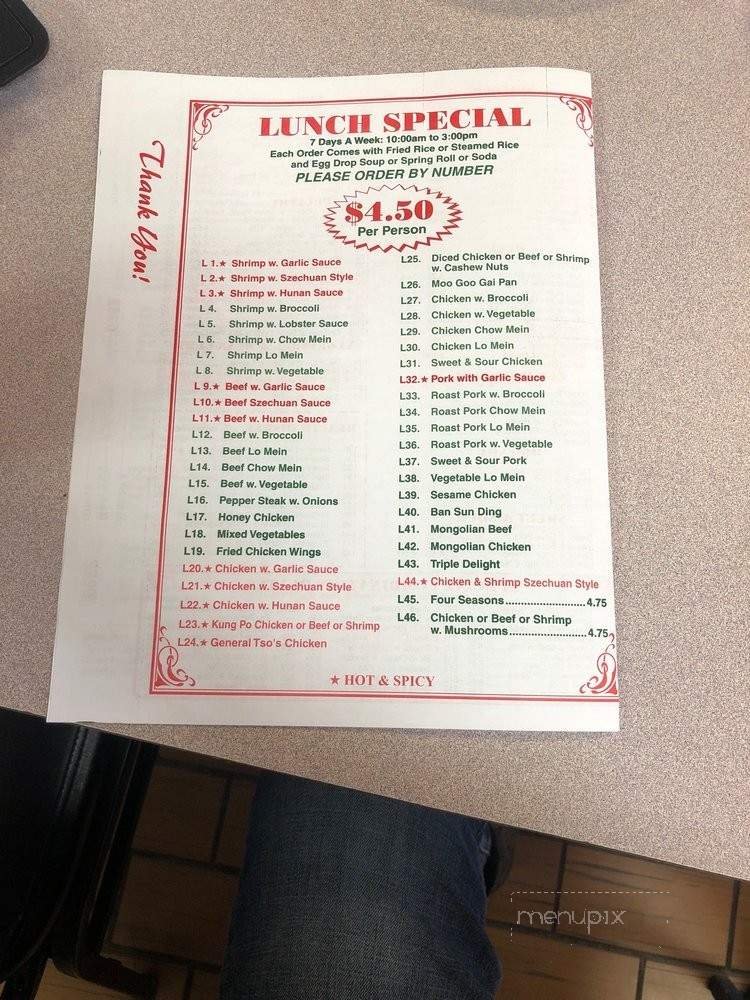 Thank You!
LUNCH SPECIAL
7 Days A Week: 10:00am to 3:00pm
Each Order Comes with Fried Rice or Steamed Rice
and Egg Drop Soup or Spring Roll or Soda
PLEASE ORDER BY NUMBER
$4.50
Per Person
L 1.★ Shrimp w. Garlic Sauce
L 2.★ Shrimp w. Szechuan Style
L 3.★ Shrimp w. Hunan Sauce
L 4. Shrimp w. Broccoli
L 5. Shrimp w. Lobster Sauce
L 6. Shrimp w. Chow Mein
L 7. Shrimp Lo Mein
L 8. Shrimp w. Vegetable
L 9.★ Beef w. Garlic Sauce
L10.★ Beef Szechuan Sauce
L11.★ Beef w. Hunan Sauce
L12. Beef w. Broccoli
L13. Beef Lo Mein
L14. Beef Chow Mein
L15. Beef w. Vegetable
L16. Pepper Steak w. Onions
L17. Honey Chicken
L18. Mixed Vegetables
L19. Fried Chicken Wings
L20.★ Chicken w. Garlic Sauce
L21.★ Chicken w. Szechuan Style
L22.★ Chicken w. Hunan Sauce
L23.★ Kung Po Chicken or Beef or Shrimp
L24.★ General Tso's Chicken
L25. Diced Chicken or Beef or Shrimp
w. Cashew Nuts
L26. Moo Goo Gai Pan
L27. Chicken w. Broccoli
L28. Chicken w. Vegetable
L29. Chicken Chow Mein
L30. Chicken Lo Mein
L31. Sweet & Sour Chicken
L32.★ Pork with Garlic Sauce
L33. Roast Pork w. Broccoli
L34. Roast Pork Chow Mein
L35. Roast Pork Lo Mein
L36. Roast Pork w. Vegetable
L37. Sweet & Sour Pork
L38. Vegetable Lo Mein
L39. Sesame Chicken
L40. Ban Sun Ding
L41. Mongolian Beef
L42. Mongolian Chicken
L43. Triple Delight
L44.★ Chicken & Shrimp Szechuan Style
L45. Four Seasons..........................4.75
L46. Chicken or Beef or Shrimp
w. Mushrooms.........................4.75
★ HOT & SPICY
menupix